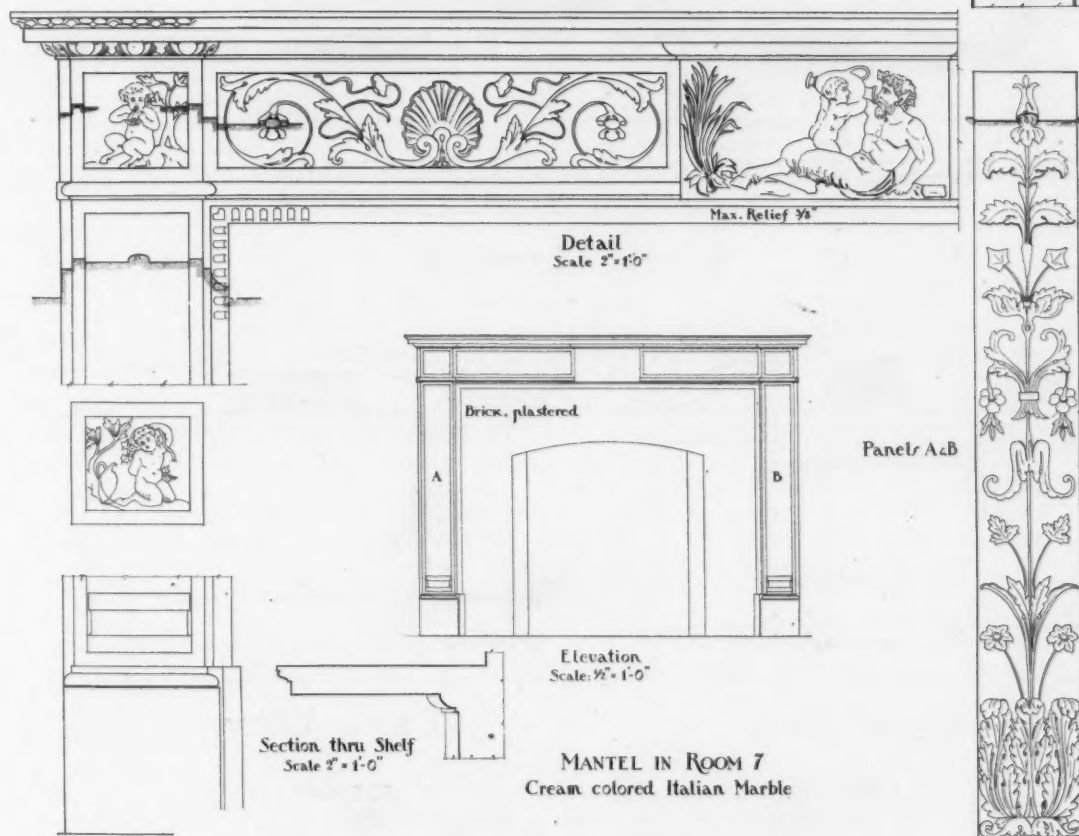 Max. Relief 3/8"
Detail
Scale 2"=1'-0"
Brick, plastered
A
B
Panels A&B
Elevation
Scale: 1/2"=1'-0"
Section thru Shelf
Scale 2"=1'-0"
MANTEL IN ROOM 7
Cream colored Italian Marble